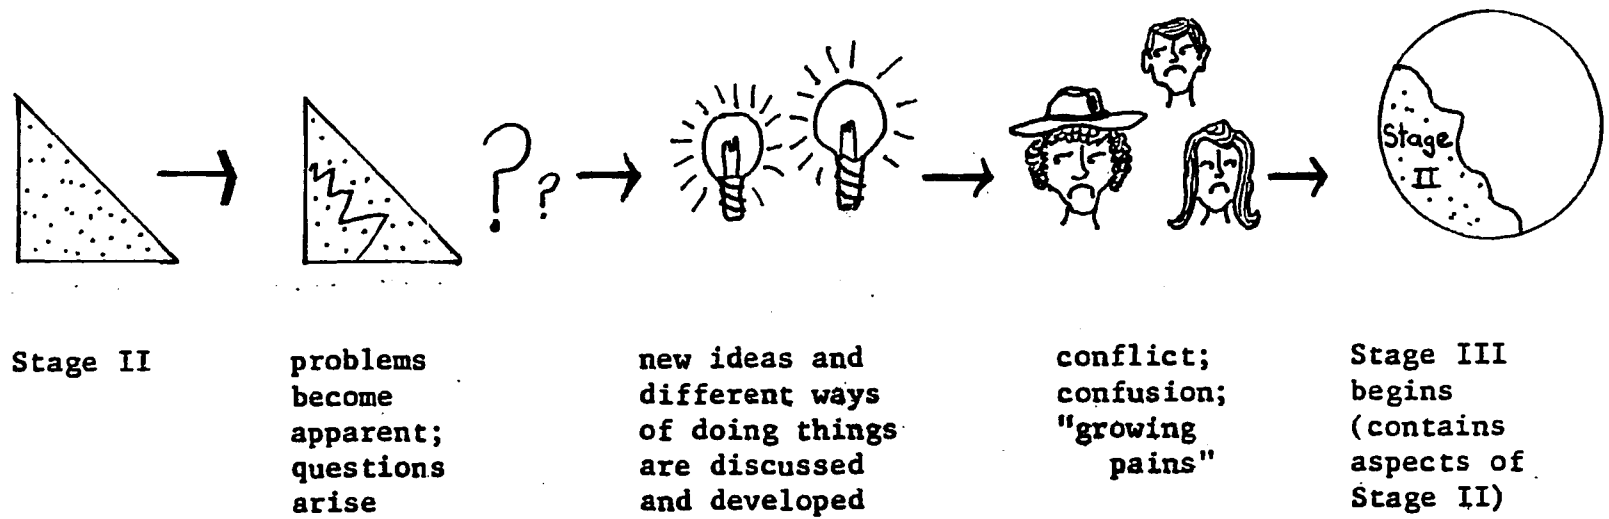 ? ?
Stage
II
Stage II
problems
become
apparent;
questions
arise
new ideas and
different ways
of doing things
are discussed
and developed
conflict;
confusion;
"growing
pains"
Stage III
begins
(contains
aspects of
Stage II)